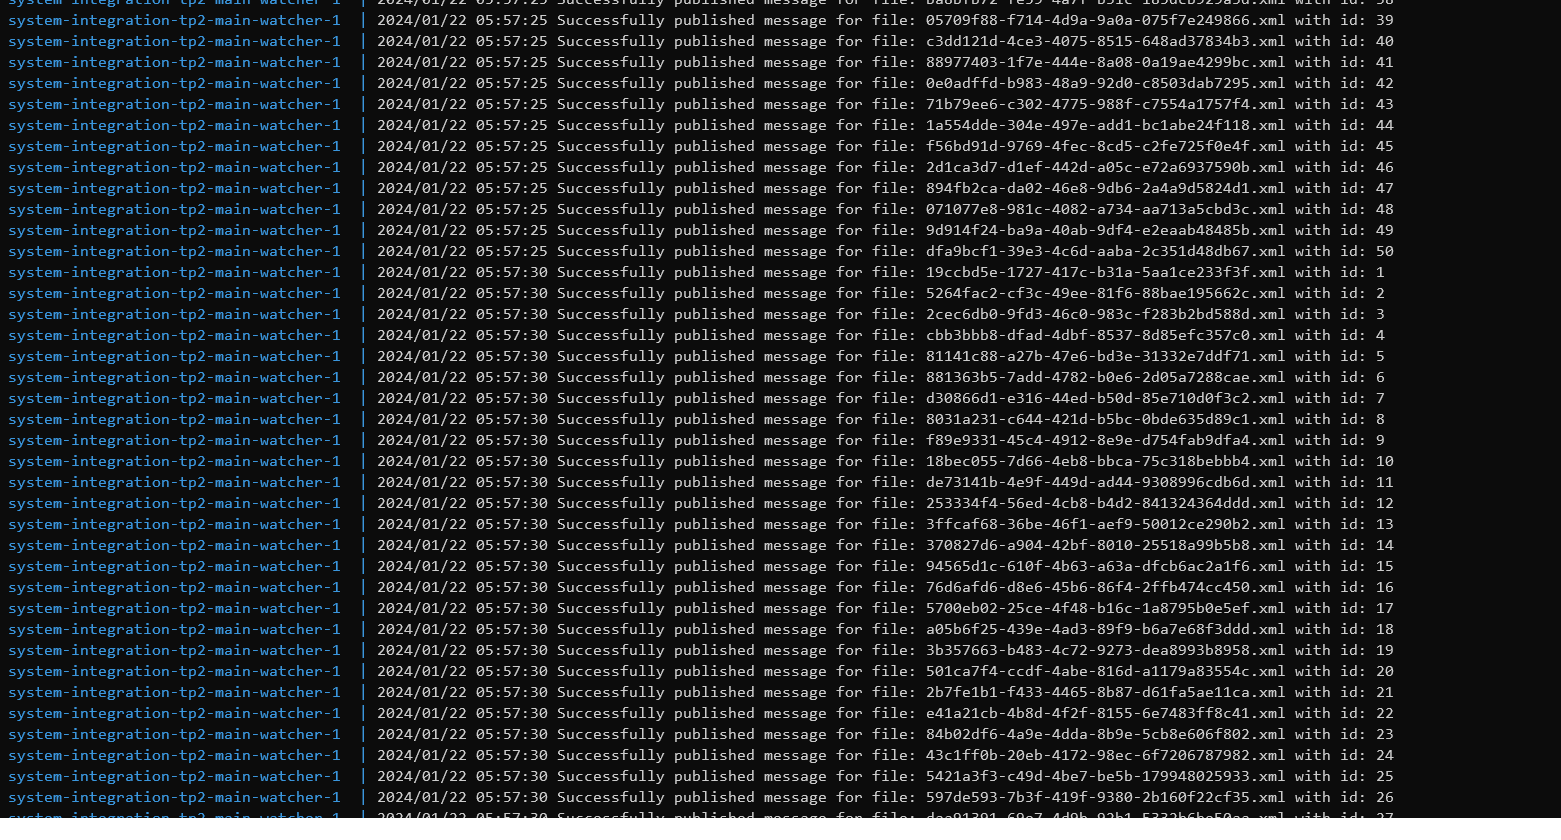 system-integration-tp2-main-watcher-1 | 2024/01/22 05:57:25 Successfully published message for file: 05709f88-f714-4d9a-9a0a-075f7e249866.xml with id: 39
system-integration-tp2-main-watcher-1 | 2024/01/22 05:57:25 Successfully published message for file: c3dd121d-4ce3-4075-8515-648ad37834b3.xml with id: 40
system-integration-tp2-main-watcher-1 | 2024/01/22 05:57:25 Successfully published message for file: 88977403-1f7e-444e-8a08-0a19ae4299bc.xml with id: 41
system-integration-tp2-main-watcher-1 | 2024/01/22 05:57:25 Successfully published message for file: 0e0adffd-b983-48a9-92d0-c8503dab7295.xml with id: 42
system-integration-tp2-main-watcher-1 | 2024/01/22 05:57:25 Successfully published message for file: 71b79ee6-c302-4775-988f-c7554a1757f4.xml with id: 43
system-integration-tp2-main-watcher-1 | 2024/01/22 05:57:25 Successfully published message for file: 1a554dde-304e-497e-add1-bc1abe24f118.xml with id: 44
system-integration-tp2-main-watcher-1 | 2024/01/22 05:57:25 Successfully published message for file: f56bd91d-9769-4fec-8cd5-c2fe725f0e4f.xml with id: 45
system-integration-tp2-main-watcher-1 | 2024/01/22 05:57:25 Successfully published message for file: 2d1ca3d7-d1ef-442d-a05c-e72a6937590b.xml with id: 46
system-integration-tp2-main-watcher-1 | 2024/01/22 05:57:25 Successfully published message for file: 894fb2ca-da02-46e8-9db6-2a4a9d5824d1.xml with id: 47
system-integration-tp2-main-watcher-1 | 2024/01/22 05:57:25 Successfully published message for file: 071077e8-981c-4082-a734-aa713a5cbd3c.xml with id: 48
system-integration-tp2-main-watcher-1 | 2024/01/22 05:57:25 Successfully published message for file: 9d914f24-ba9a-40ab-9df4-e2eaab48485b.xml with id: 49
system-integration-tp2-main-watcher-1 | 2024/01/22 05:57:25 Successfully published message for file: dfa9bcf1-39e3-4c6d-aaba-2c351d48db67.xml with id: 50
system-integration-tp2-main-watcher-1 | 2024/01/22 05:57:30 Successfully published message for file: 19ccbd5e-1727-417c-b31a-5aa1ce233f3f.xml with id: 1
system-integration-tp2-main-watcher-1 | 2024/01/22 05:57:30 Successfully published message for file: 5264fac2-cf3c-49ee-81f6-88bae195662c.xml with id: 2
system-integration-tp2-main-watcher-1 | 2024/01/22 05:57:30 Successfully published message for file: 2cec6db0-9fd3-46c0-983c-f283b2bd588d.xml with id: 3
system-integration-tp2-main-watcher-1 | 2024/01/22 05:57:30 Successfully published message for file: cbb3bbb8-dfad-4dbf-8537-8d85efc357c0.xml with id: 4
system-integration-tp2-main-watcher-1 | 2024/01/22 05:57:30 Successfully published message for file: 81141c88-a27b-47e6-bd3e-31332e7ddf71.xml with id: 5
system-integration-tp2-main-watcher-1 | 2024/01/22 05:57:30 Successfully published message for file: 881363b5-7add-4782-b0e6-2d05a7288cae.xml with id: 6
system-integration-tp2-main-watcher-1 | 2024/01/22 05:57:30 Successfully published message for file: d30866d1-e316-44ed-b50d-85e710d0f3c2.xml with id: 7
system-integration-tp2-main-watcher-1 | 2024/01/22 05:57:30 Successfully published message for file: 8031a231-c644-421d-b5bc-0bde635d89c1.xml with id: 8
system-integration-tp2-main-watcher-1 | 2024/01/22 05:57:30 Successfully published message for file: f89e9331-45c4-4912-8e9e-d754fab9dfa4.xml with id: 9
system-integration-tp2-main-watcher-1 | 2024/01/22 05:57:30 Successfully published message for file: 18bec055-7d66-4eb8-bbca-75c318bebbb4.xml with id: 10
system-integration-tp2-main-watcher-1 | 2024/01/22 05:57:30 Successfully published message for file: de73141b-4e9f-449d-ad44-9308996cdb6d.xml with id: 11
system-integration-tp2-main-watcher-1 | 2024/01/22 05:57:30 Successfully published message for file: 253334f4-56ed-4cb8-b4d2-841324364ddd.xml with id: 12
system-integration-tp2-main-watcher-1 | 2024/01/22 05:57:30 Successfully published message for file: 3ffcaf68-36be-46f1-aef9-50012ce290b2.xml with id: 13
system-integration-tp2-main-watcher-1 | 2024/01/22 05:57:30 Successfully published message for file: 370827d6-a904-42bf-8010-25518a99b5b8.xml with id: 14
system-integration-tp2-main-watcher-1 | 2024/01/22 05:57:30 Successfully published message for file: 94565d1c-610f-4b63-a63a-dfcb6ac2a1f6.xml with id: 15
system-integration-tp2-main-watcher-1 | 2024/01/22 05:57:30 Successfully published message for file: 76d6afd6-d8e6-45b6-86f4-2ffb474cc450.xml with id: 16
system-integration-tp2-main-watcher-1 | 2024/01/22 05:57:30 Successfully published message for file: 5700eb02-25ce-4f48-b16c-1a8795b0e5ef.xml with id: 17
system-integration-tp2-main-watcher-1 | 2024/01/22 05:57:30 Successfully published message for file: a05b6f25-439e-4ad3-89f9-b6a7e68f3ddd.xml with id: 18
system-integration-tp2-main-watcher-1 | 2024/01/22 05:57:30 Successfully published message for file: 3b357663-b483-4c72-9273-dea8993b8958.xml with id: 19
system-integration-tp2-main-watcher-1 | 2024/01/22 05:57:30 Successfully published message for file: 501ca7f4-ccdf-4abe-816d-a1179a83554c.xml with id: 20
system-integration-tp2-main-watcher-1 | 2024/01/22 05:57:30 Successfully published message for file: 2b7fe1b1-f433-4465-8b87-d61fa5ae11ca.xml with id: 21
system-integration-tp2-main-watcher-1 | 2024/01/22 05:57:30 Successfully published message for file: e41a21cb-4b8d-4f2f-8155-6e7483ff8c41.xml with id: 22
system-integration-tp2-main-watcher-1 | 2024/01/22 05:57:30 Successfully published message for file: 84b02df6-4a9e-4dda-8b9e-5cb8e606f802.xml with id: 23
system-integration-tp2-main-watcher-1 | 2024/01/22 05:57:30 Successfully published message for file: 43c1ff0b-20eb-4172-98ec-6f7206787982.xml with id: 24
system-integration-tp2-main-watcher-1 | 2024/01/22 05:57:30 Successfully published message for file: 5421a3f3-c49d-4be7-be5b-179948025933.xml with id: 25
system-integration-tp2-main-watcher-1 | 2024/01/22 05:57:30 Successfully published message for file: 597de593-7b3f-419f-9380-2b160f22cf35.xml with id: 26